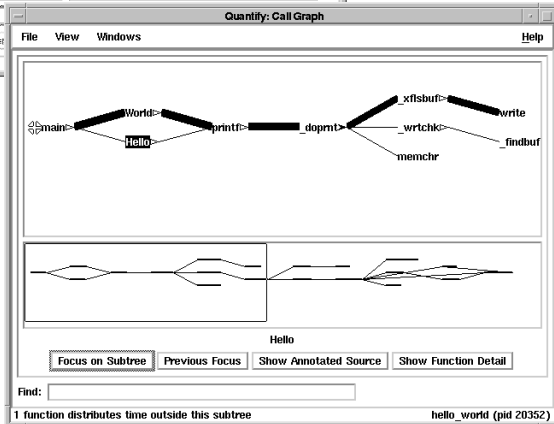 Quantify: Call Graph
File View Windows Help
_xflsbuf
World write
main printf _doprnt _wrtchk
Hello _findbuf
memchr
Hello
Focus on Subtree Previous Focus Show Annotated Source Show Function Detail
Find:
1 function distributes time outside this subtree hello_world (pid 20352)